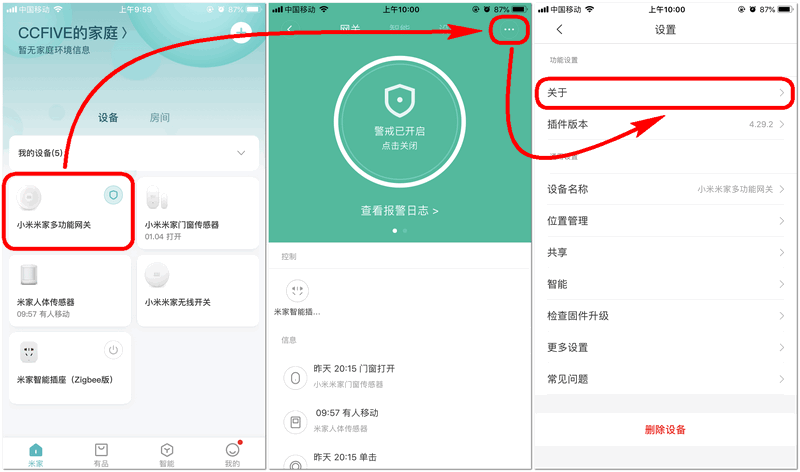 中国移动
上午9:59
87%
CCFIVE的家庭 〉
暂无家庭环境信息
设备
房间
我的设备(5)
小米米家多功能网关
小米米家门窗传感器
01.04 打开
米家人体传感器
09:57 有人移动
小米米家无线开关
米家智能插座（Zigbee版）
米家
有品
智能
我的
中国移动
上午10:00
87%
网关
智能
警戒已开启
点击关闭
查看报警日志 >
控制
米家智能插...
信息
昨天 20:15 门窗打开
小米米家门窗传感器
09:57 有人移动
米家人体传感器
昨天 20:15 单击
中国移动
上午10:00
87%
设置
功能设置
关于
插件版本
4.29.2
设备名称
小米米家多功能网关
位置管理
共享
智能
检查固件升级
更多设置
常见问题
删除设备